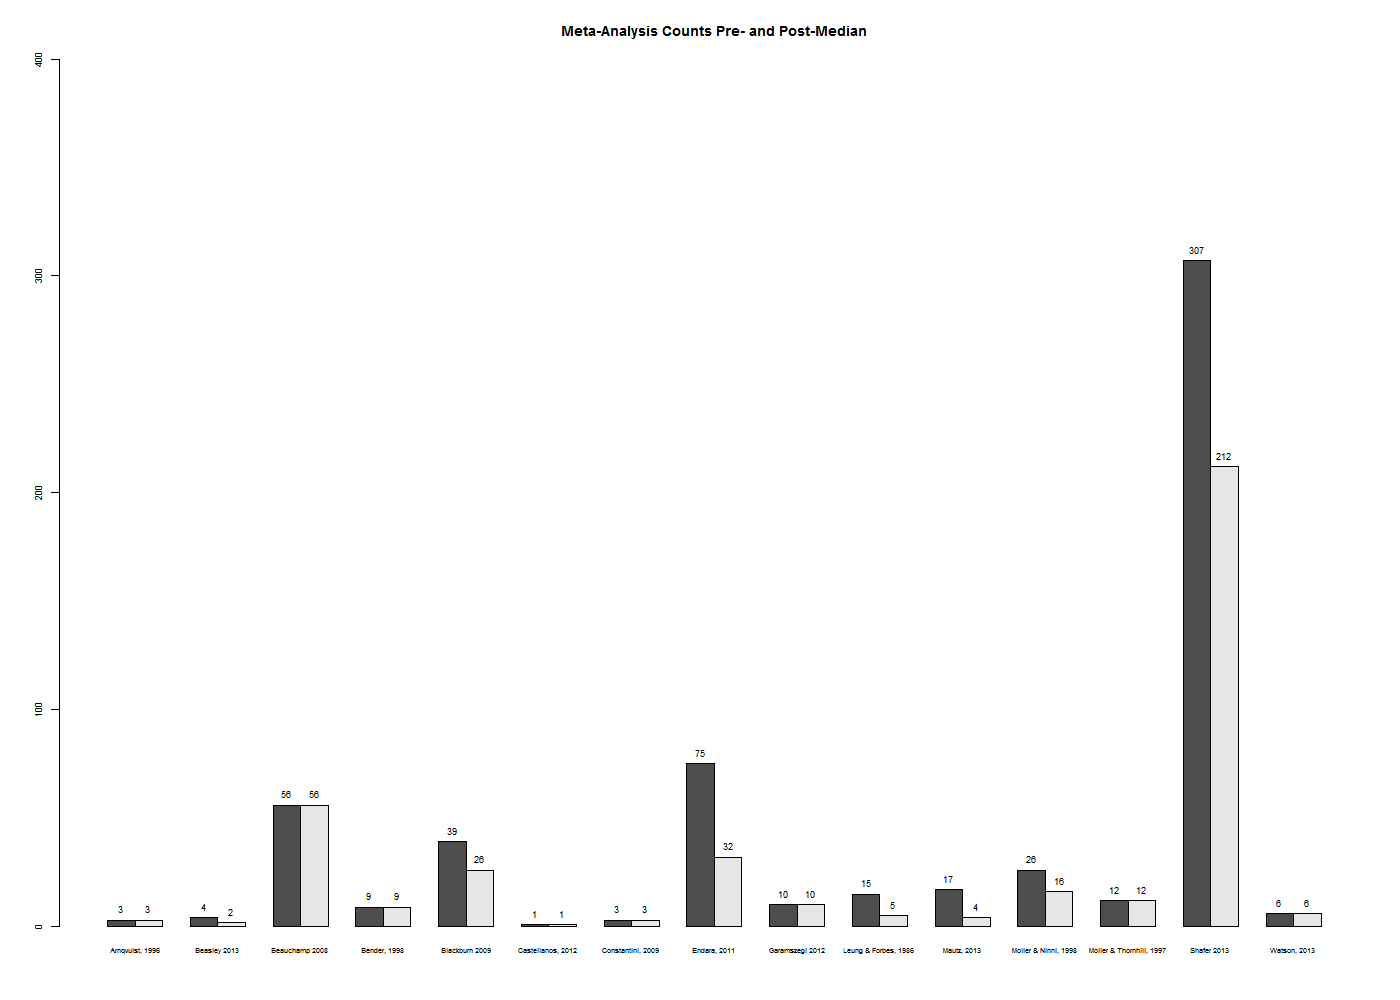 Meta-Analysis Counts Pre- and Post-Median
400
300
200
100
0
3 3
4 2
56 56
9 9
39 26
1 1
3 3
75 32
10 10
15 5
17 4
26 16
12 12
307 212
6 6
Arnqvuist, 1996
Beasley 2013
Beauchamp 2008
Bender, 1998
Blackburn 2009
Castellanos, 2012
Constantini, 2009
Endara, 2011
Garamszegi 2012
Leung & Forbes, 1986
Mautz, 2013
Moller & Ninni, 1998
Moller & Thornhill, 1997
Shafer 2013
Watson, 2013